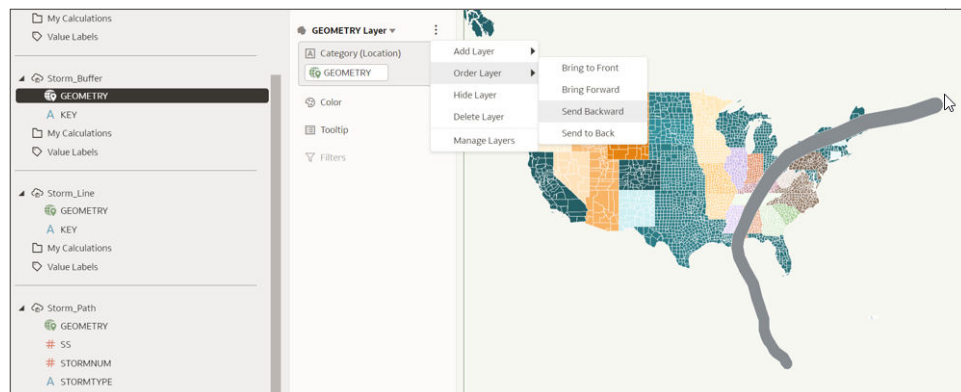 My Calculations
Value Labels
Storm_Buffer
GEOMETRY
A KEY
My Calculations
Value Labels
Storm_Line
GEOMETRY
A KEY
My Calculations
Value Labels
Storm_Path
GEOMETRY
# SS
# STORMNUM
A STORMTYPE
GEOMETRY Layer
A Category (Location)
GEOMETRY
Color
Tooltip
Filters
Add Layer
Order Layer
Hide Layer
Delete Layer
Manage Layers
Bring to Front
Bring Forward
Send Backward
Send to Back